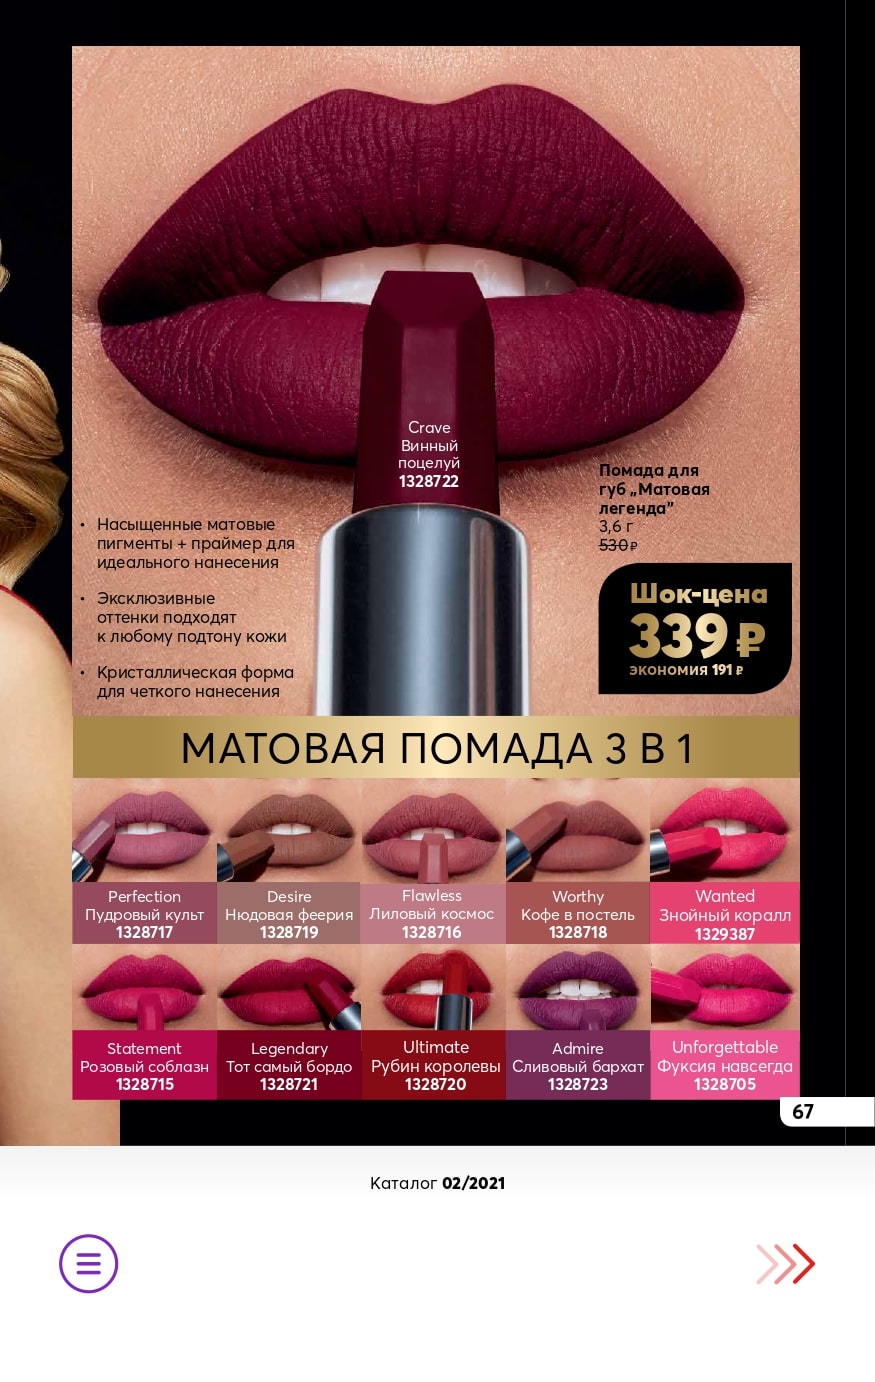 Crave
Винный
поцелуй
1328722
Помада для
губ „Матовая
легенда”
3,6 г
530 ₽
• Насыщенные матовые
пигменты + праймер для
идеального нанесения
• Эксклюзивные
оттенки подходят
к любому подтону кожи
• Кристаллическая форма
для четкого нанесения
Шок-цена
339 ₽
экономия 191 ₽
МАТОВАЯ ПОМАДА 3 В 1
Perfection
Пудровый культ
1328717
Desire
Нюдовая феерия
1328719
Flawless
Лиловый космос
1328716
Worthy
Кофе в постель
1328718
Wanted
Знойный коралл
1329387
Statement
Розовый соблазн
1328715
Legendary
Тот самый бордо
1328721
Ultimate
Рубин королевы
1328720
Admire
Сливовый бархат
1328723
Unforgettable
Фуксия навсегда
1328705
67
Каталог 02/2021